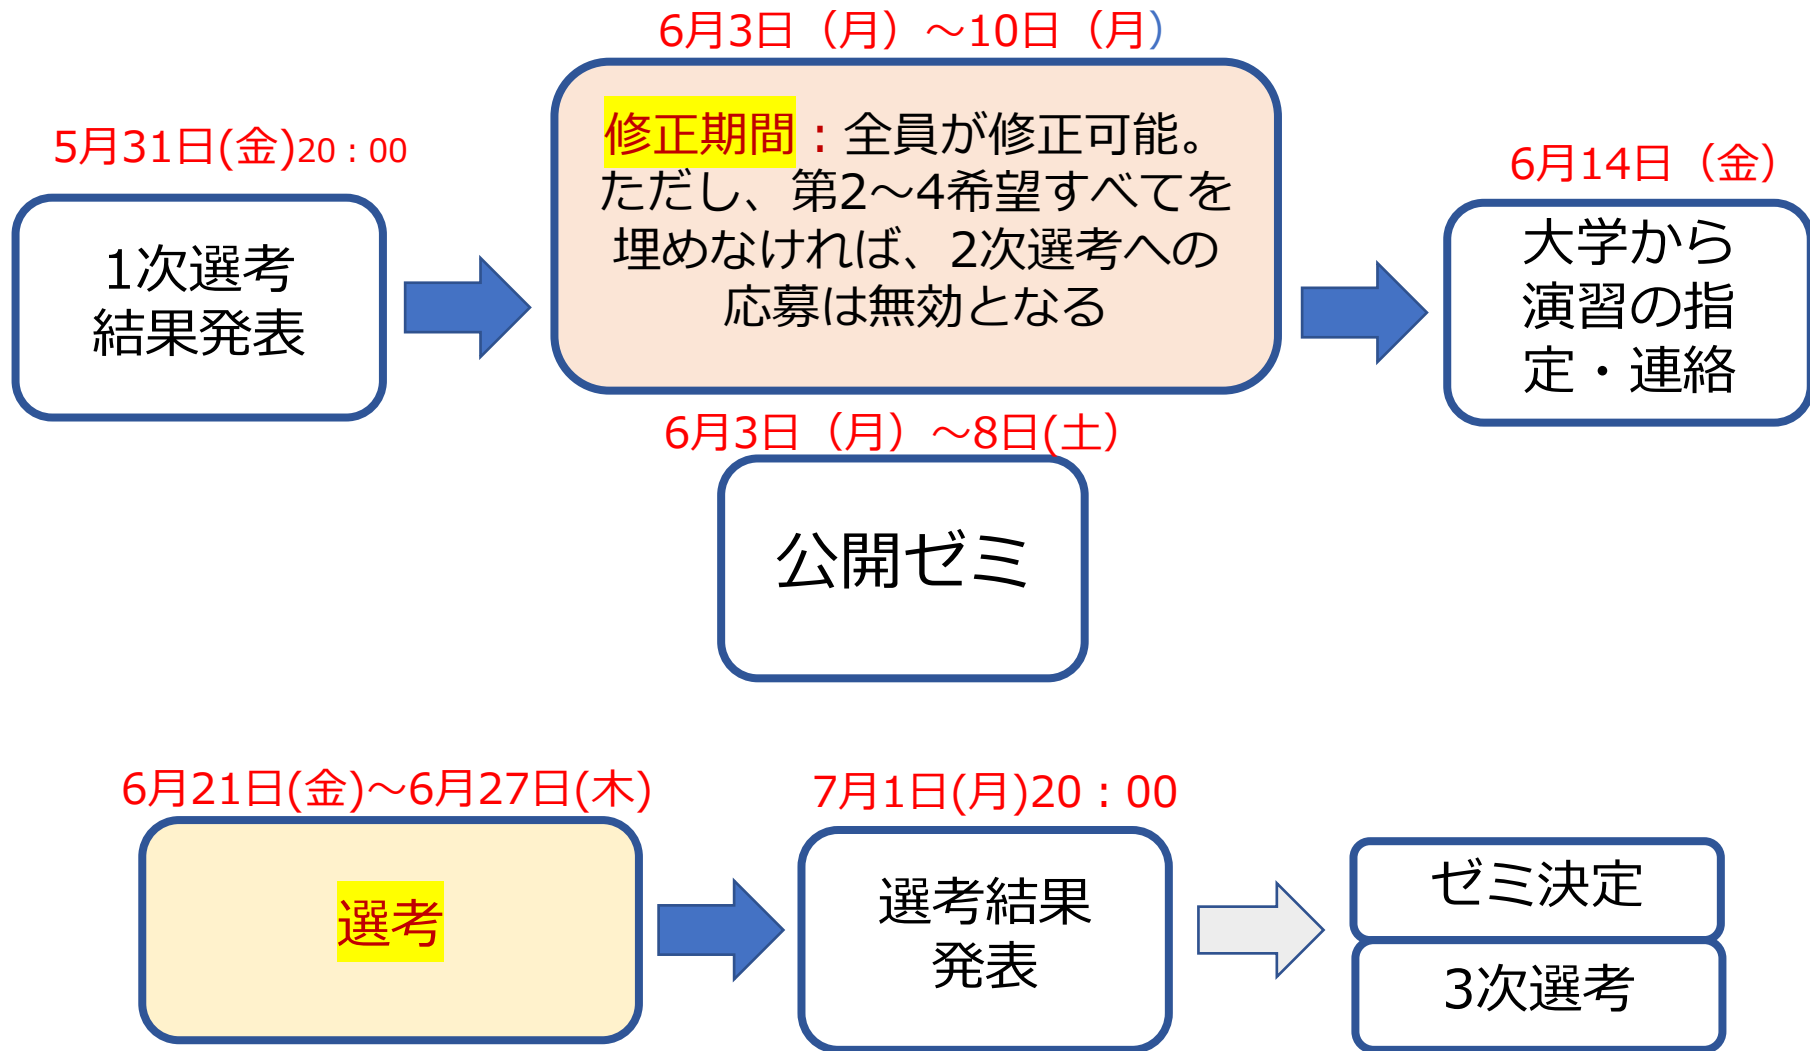 5月31日(金)20：00
1次選考
結果発表
6月3日（月）～10日（月）
修正期間：全員が修正可能。
ただし、第2～4希望すべてを
埋めなければ、2次選考への
応募は無効となる
6月14日（金）
大学から
演習の指
定・連絡
6月3日（月）～8日(土）
公開ゼミ
6月21日(金)～6月27日(木)
選考
7月1日(月)20：00
選考結果
発表
ゼミ決定
3次選考